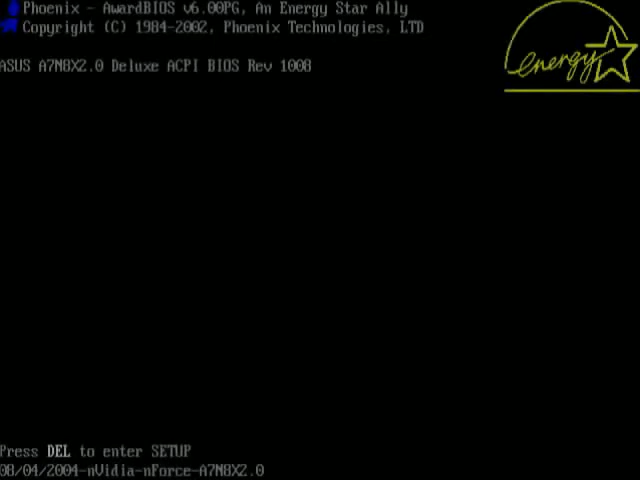 Phoenix - AwardBIOS v6.00PG, An Energy Star Ally
Copyright (C) 1984-2002, Phoenix Technologies, LTD
energy
ASUS A7N8X2.0 Deluxe ACPI BIOS Rev 1008
Press DEL to enter SETUP
08/04/2004-nVidia-nForce-A7N8X2.0